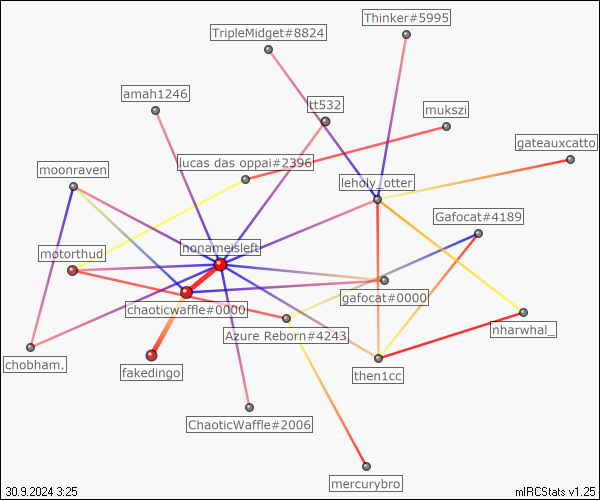 Thinker#5995
TripleMidget#8824
amah1246
tt532
mukszi
gateauxcatto
lucas das oppai#2396
moonraven
leholy_otter
Gafocat#4189
nonameisleft
motorthud
gafocat#0000
chaoticwaffle#0000
Azure Reborn#4243
nharwhal_
chobham.
fakedingo
then1cc
ChaoticWaffle#2006
mercurybro
30.9.2024 3:25
mIRCStats v1.25